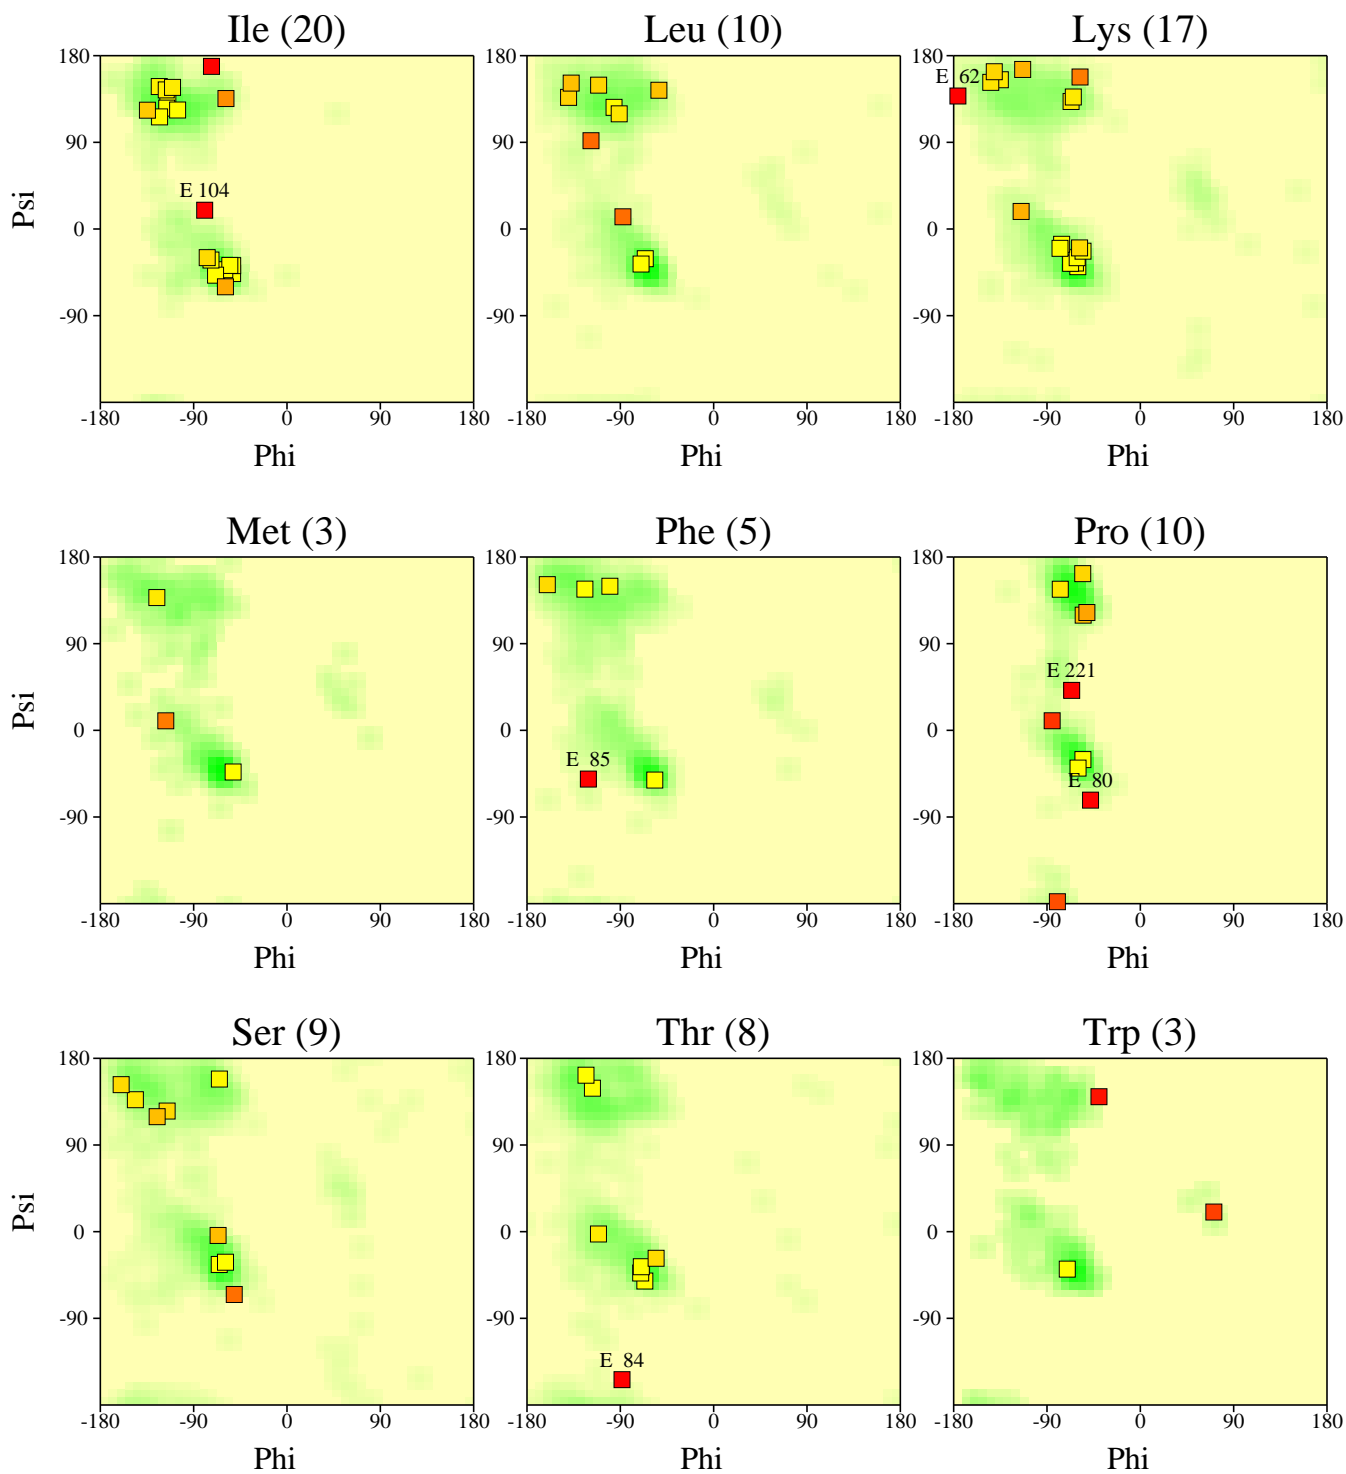 Ile (20) Leu (10) Lys (17)
180 180 180
E 62
90 90 90
E 104
Psi 0 0 0
-90 -90 -90
-180 -90 0 90 180 -180 -90 0 90 180 -180 -90 0 90 180
Phi Phi Phi
Met (3) Phe (5) Pro (10)
180 180 180
90 90 90
E 221
Psi 0 0 0
E 85 E 80
-90 -90 -90
-180 -90 0 90 180 -180 -90 0 90 180 -180 -90 0 90 180
Phi Phi Phi
Ser (9) Thr (8) Trp (3)
180 180 180
90 90 90
Psi 0 0 0
-90 -90 -90
E 84
-180 -90 0 90 180 -180 -90 0 90 180 -180 -90 0 90 180
Phi Phi Phi